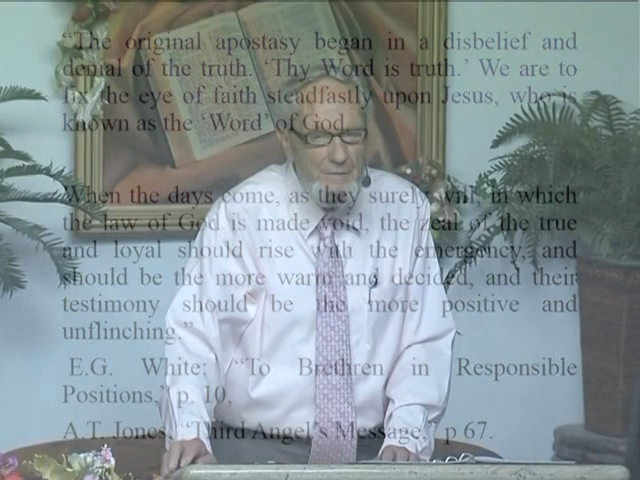 “The original apostasy began in a disbelief and
denial of the truth. ‘Thy Word is truth.’ We are to
fix the eye of faith steadfastly upon Jesus, who is
known as the ‘Word’ of God.
When the days come, as they surely will, in which
the law of God is made void, the zeal of the true
and loyal should rise with the emergency, and
should be the more warm and decided, and their
testimony should be the more positive and
unflinching.”
E.G. White: “To Brethren in Responsible
Positions,” p. 10,
A.T. Jones, “Third Angel’s Message,” p 67.